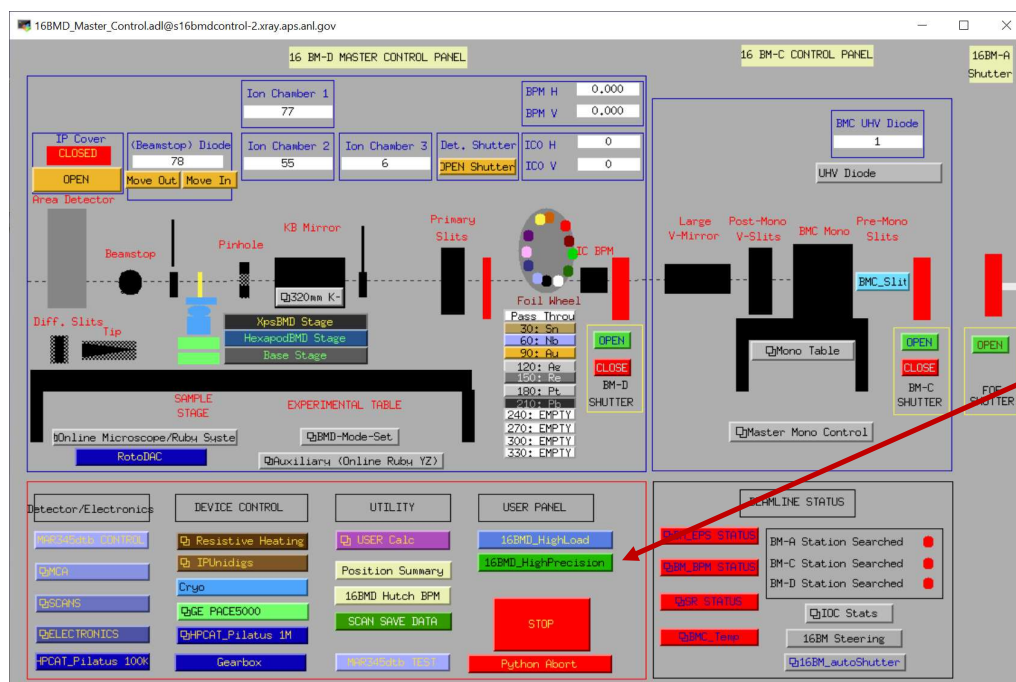 16BMD_Master_Control.adl@s16bmdcontrol-2.xray.aps.anl.gov
16 BM-D MASTER CONTROL PANEL
16 BM-C CONTROL PANEL
16BM-A
Shutter
Ion Chamber 1
77
BPM H 0.000
BPM V 0.000
BMC UHV Diode
1
UHV Diode
IP Cover
CLOSED
OPEN
(Beamstop) Diode
78
Move Out Move In
Ion Chamber 2
55
Ion Chamber 3
6
Det. Shutter
OPEN Shutter
ICO H 0
ICO V 0
Area Detector
Beamstop
Pinhole
KB Mirror
320mm K-
Primary
Slits
IC BPM
Foil Wheel
Large
V-Mirror
Post-Mono
V-Slits
BMC Mono
Pre-Mono
Slits
BMC_Slit
Diff. Slits
Tip
XpsBMD Stage
HexapodBMD Stage
Base Stage
Pass Throu
30: Sn
60: Nb
90: Au
120: Ag
150: Re
180: Pt
210: Pb
240: EMPTY
270: EMPTY
300: EMPTY
330: EMPTY
OPEN
CLOSE
BM-D
SHUTTER
Mono Table
OPEN
CLOSE
BM-C
SHUTTER
OPEN
FOE
SHUTTER
SAMPLE
STAGE
EXPERIMENTAL TABLE
Online Microscope/Ruby Syste
RotoDAC
BMD-Mode-Set
Auxiliary (Online Ruby YZ)
Master Mono Control
Detector/Electronics
MAR345dtb CONTROL
MCA
SCANS
ELECTRONICS
HPCAT_Pilatus 100K
DEVICE CONTROL
Resistive Heating
IPUnidigs
Cryo
GE PACE5000
HPCAT_Pilatus 1M
Gearbox
UTILITY
USER Calc
Position Summary
16BMD Hutch BPM
SCAN SAVE DATA
MAR345dtb TEST
USER PANEL
16BMD_HighLoad
16BMD_HighPrecision
STOP
Python Abort
BEAMLINE STATUS
BM_EPS STATUS
BM_BPM STATUS
SR STATUS
BMC_Temp
BM-A Station Searched
BM-C Station Searched
BM-D Station Searched
IOC Stats
16BM Steering
16BM_autoShutter